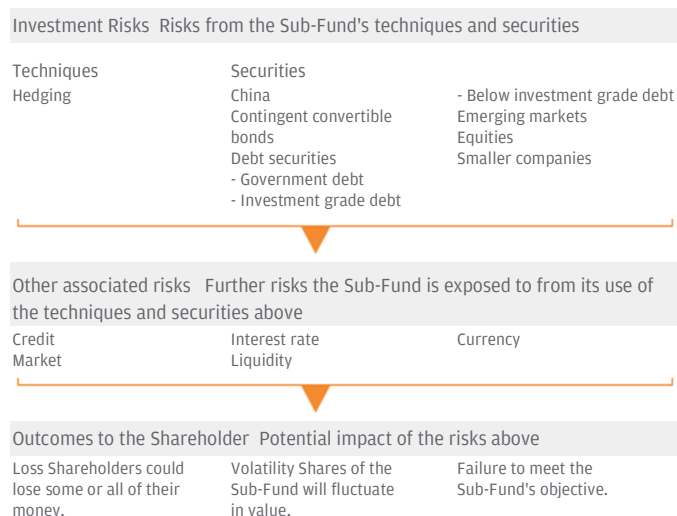 Investment Risks Risks from the Sub-Fund's techniques and securities
Techniques
Hedging
Securities
China
Contingent convertible
bonds
Debt securities
- Government debt
- Investment grade debt
- Below investment grade debt
Emerging markets
Equities
Smaller companies
Other associated risks Further risks the Sub-Fund is exposed to from its use of
the techniques and securities above
Credit
Market
Interest rate
Liquidity
Currency
Outcomes to the Shareholder Potential impact of the risks above
Loss Shareholders could
lose some or all of their
money.
Volatility Shares of the
Sub-Fund will fluctuate
in value.
Failure to meet the
Sub-Fund's objective.